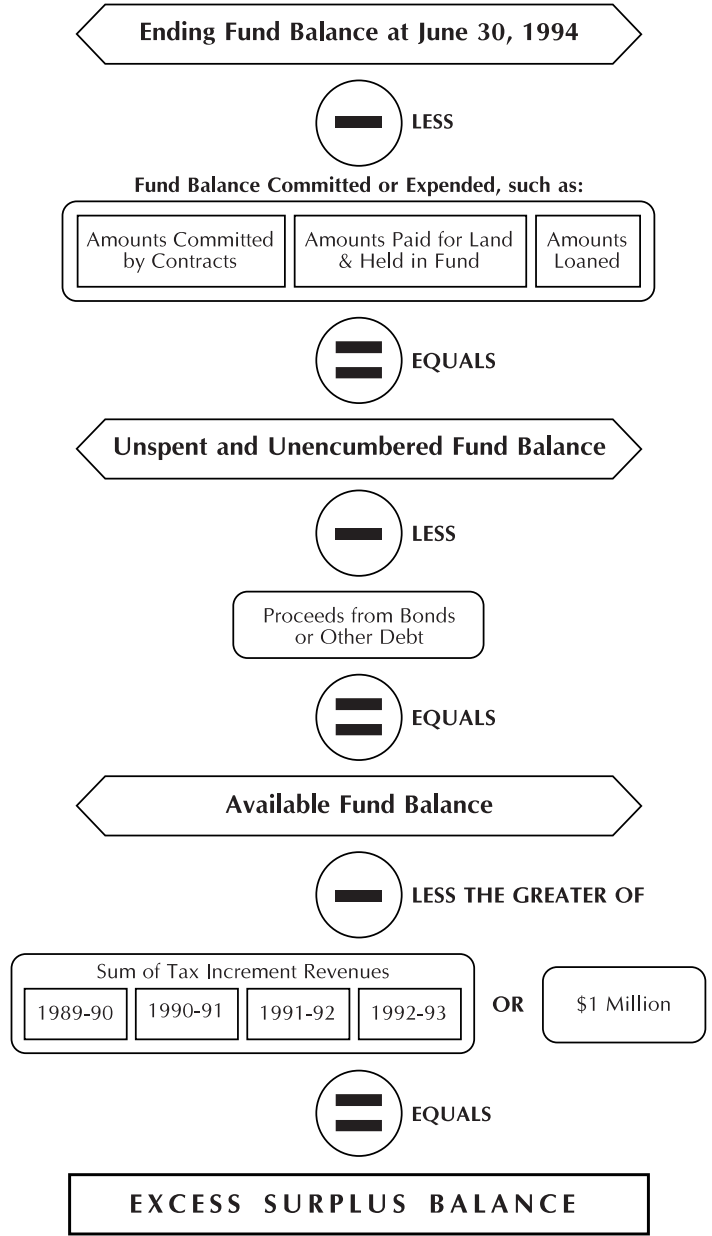 Ending Fund Balance at June 30, 1994
LESS
Fund Balance Committed or Expended, such as:
Amounts Committed
by Contracts
Amounts Paid for Land
& Held in Fund
Amounts
Loaned
EQUALS
Unspent and Unencumbered Fund Balance
LESS
Proceeds from Bonds
or Other Debt
EQUALS
Available Fund Balance
LESS THE GREATER OF
Sum of Tax Increment Revenues
1989-90
1990-91
1991-92
1992-93
OR
$1 Million
EQUALS
EXCESS SURPLUS BALANCE